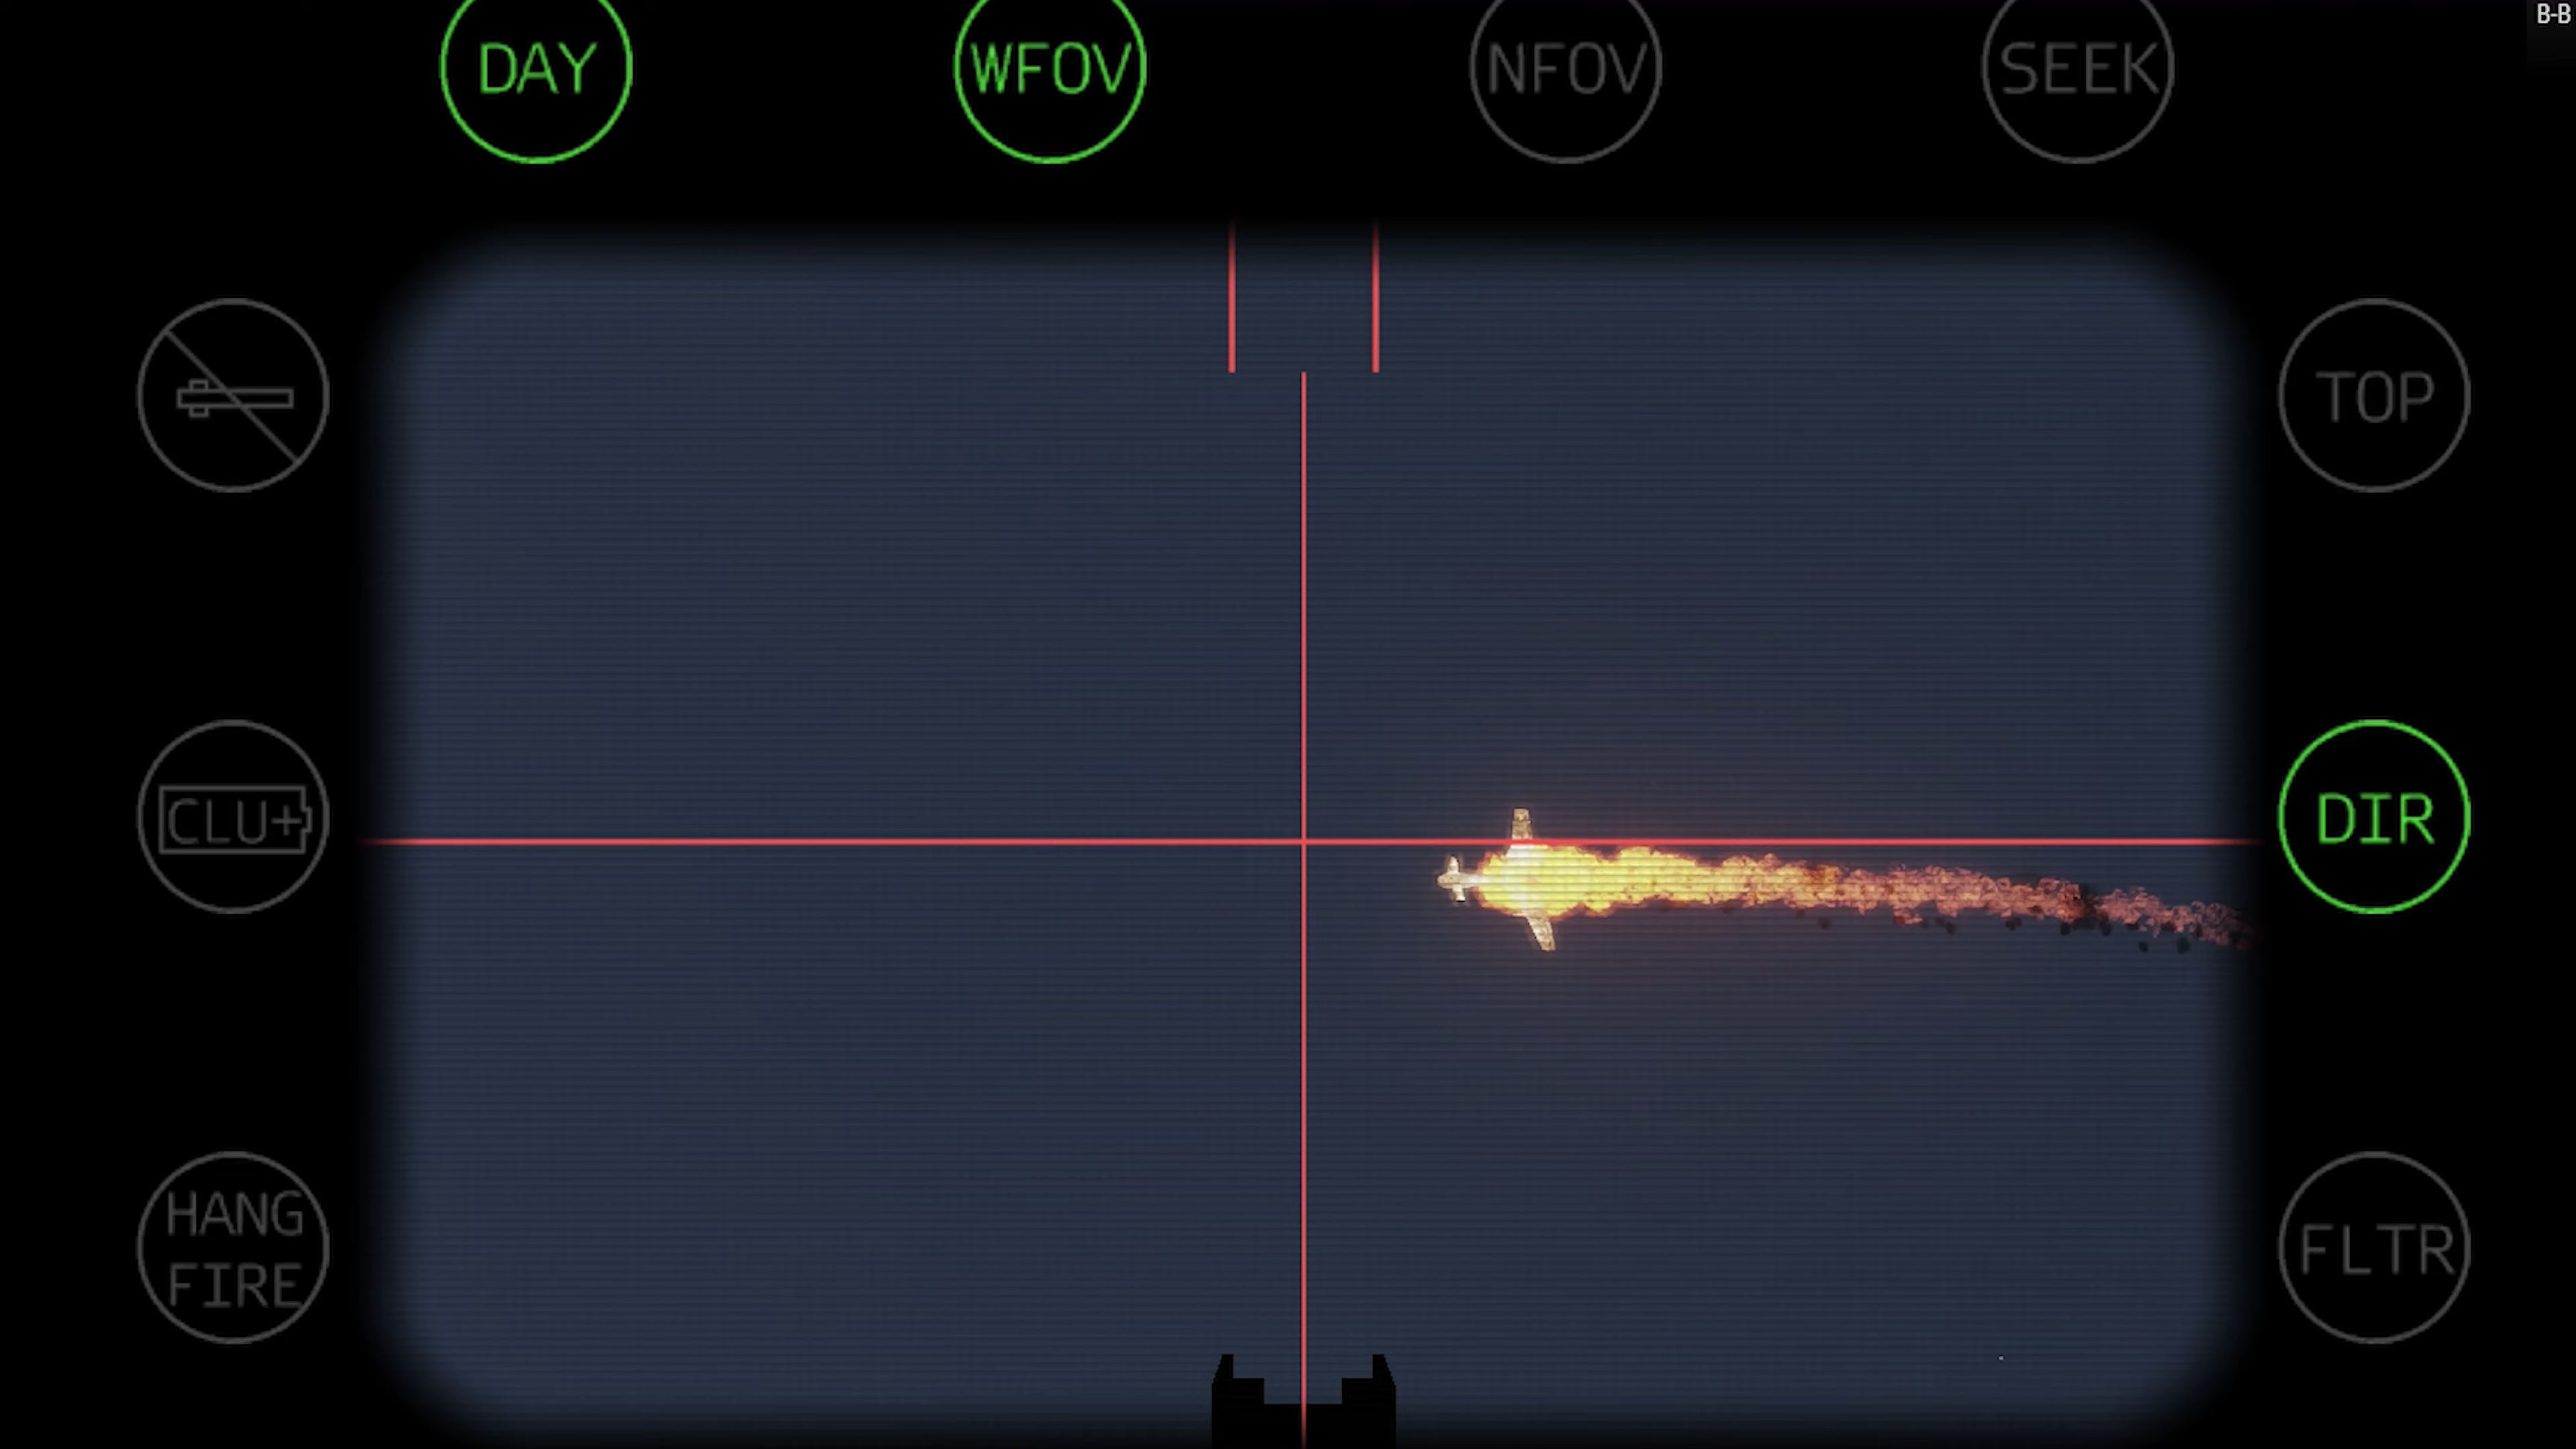 DAY
WFOV
NFOV
SEEK
B-B
TOP
CLU+
DIR
HANG
FIRE
FLTR